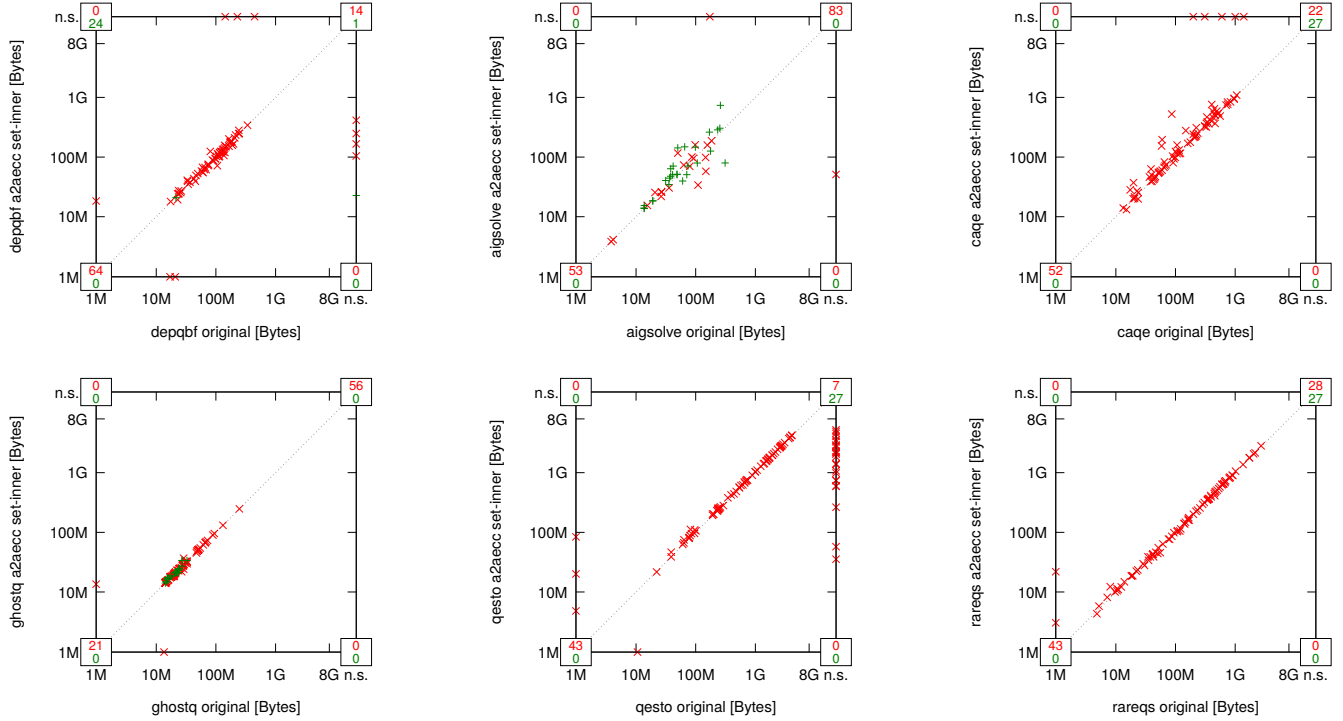 n.s. 0 14 n.s. 0 83 n.s. 0 22
24 1 0 0 0 27
8G 8G 8G
1G 1G 1G
100M 100M 100M
10M 10M 10M
1M 64 0 1M 53 0 1M 52 0
0 0 0 0 0 0
1M 10M 100M 1G 8G n.s. 1M 10M 100M 1G 8G n.s. 1M 10M 100M 1G 8G n.s.
depqbf a2aecc set-inner [Bytes] aigsolve a2aecc set-inner [Bytes] caqe a2aecc set-inner [Bytes]
depqbf original [Bytes] aigsolve original [Bytes] caqe original [Bytes]
n.s. 0 56 n.s. 0 7 n.s. 0 28
0 0 0 27 0 27
8G 8G 8G
1G 1G 1G
100M 100M 100M
10M 10M 10M
1M 21 0 1M 43 0 1M 43 0
0 0 0 0 0 0
1M 10M 100M 1G 8G n.s. 1M 10M 100M 1G 8G n.s. 1M 10M 100M 1G 8G n.s.
ghostq a2aecc set-inner [Bytes] qesto a2aecc set-inner [Bytes] rareqs a2aecc set-inner [Bytes]
ghostq original [Bytes] qesto original [Bytes] rareqs original [Bytes]